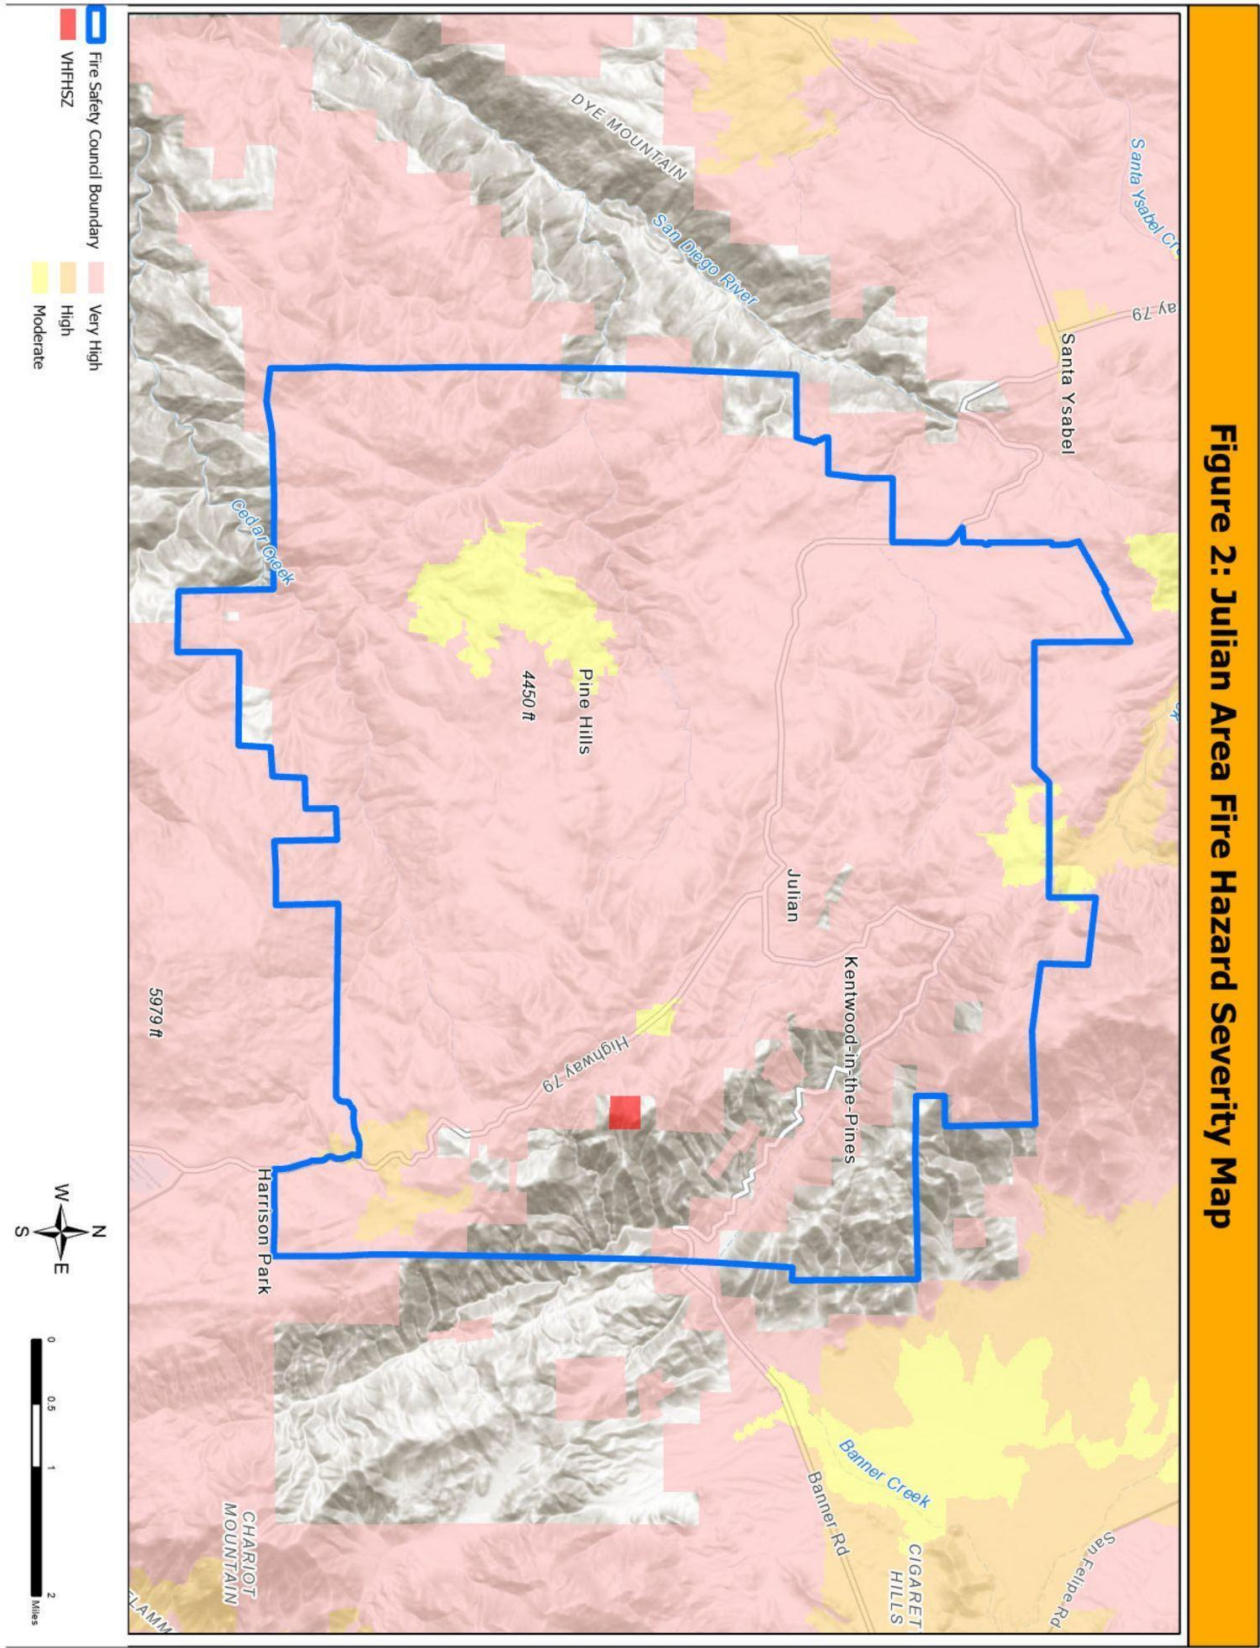 Figure 2: Julian Area Fire Hazard Severity Map
Santa Ysabel Cre
ay 79
Santa Ysabel
DYE MOUNTAIN
San Diego River
Cedar Creek
Pine Hills
4450 ft
Julian
Kentwood-in-the-Pines
Highway 79
5979 ft
Harrison Park
Banner Creek
Banner Rd
San Felipe Rd
CIGARET
HILLS
CHARIOT
MOUNTAIN
Fire Safety Council Boundary
VHFHSZ
Very High
High
Moderate
N
W
E
S
0
0.5
1
2
Miles